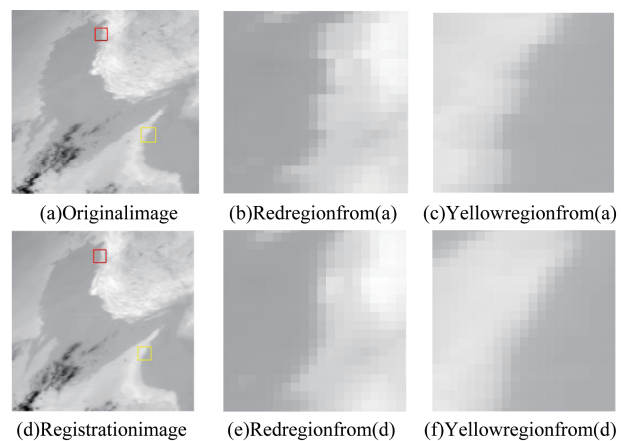 (a)Originalimage
(b)Redregionfrom(a)
(c)Yellowregionfrom(a)
(d)Registrationimage
(e)Redregionfrom(d)
(f)Yellowregionfrom(d)